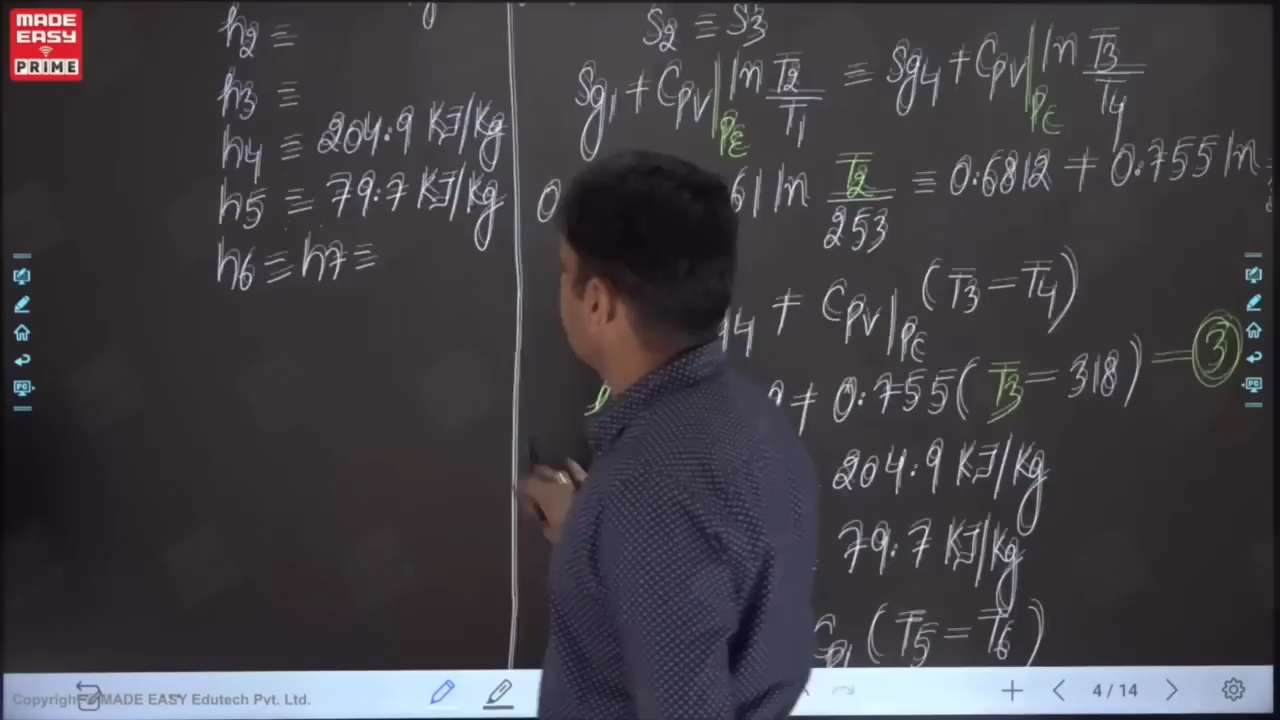 MADE
EASY
PRIME
h2 =
h3 =
h4 = 204.9 KJ/Kg
h5 = 79.7 KJ/Kg
h6 = h7 =
S2 = S3
Sg1 + CPV|PE ln T2/T1 = Sg4 + CPV|PC ln T3/T4
61 ln T2/253 = 0.6812 + 0.755 ln
+ CPV|PC (T3 - T4)
+ 0.755 (T3 - 318) - 3
204.9 KJ/Kg
79.7 KJ/Kg
(T5 - T6)
Copyright MADE EASY Edutech Pvt. Ltd.
4 / 14